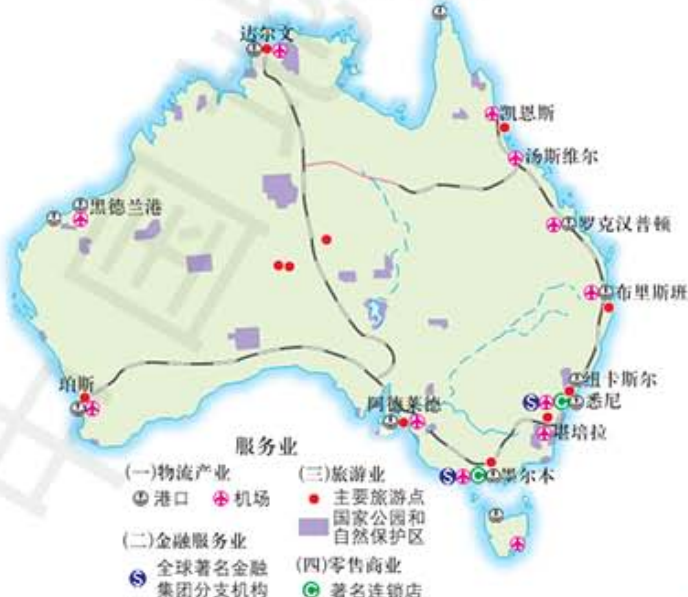 达尔文
凯恩斯
汤斯维尔
黑德兰港
罗克汉普顿
布里斯班
珀斯
纽卡斯尔
阿德莱德
悉尼
堪培拉
墨尔本
服务业
(一)物流产业
港口
机场
(二)金融服务业
全球著名金融
集团分支机构
(三)旅游业
主要旅游点
国家公园和
自然保护区
(四)零售商业
著名连锁店